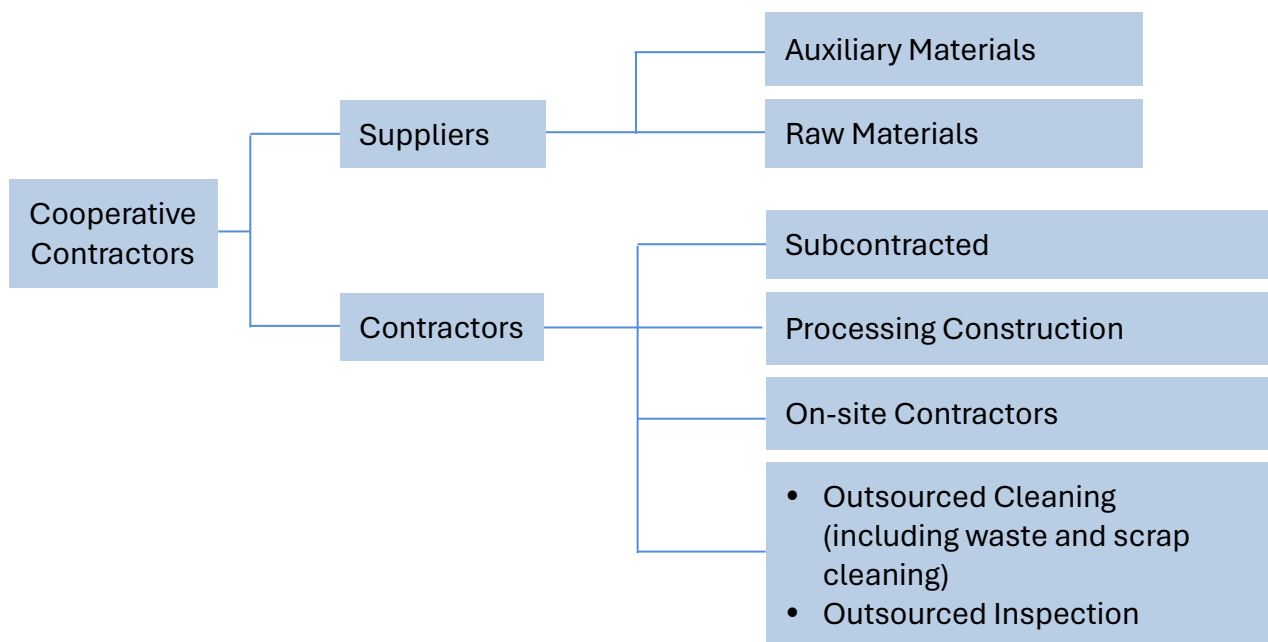 Cooperative
Contractors
Suppliers
Auxiliary Materials
Raw Materials
Contractors
Subcontracted
Processing Construction
On-site Contractors
• Outsourced Cleaning
(including waste and scrap
cleaning)
• Outsourced Inspection